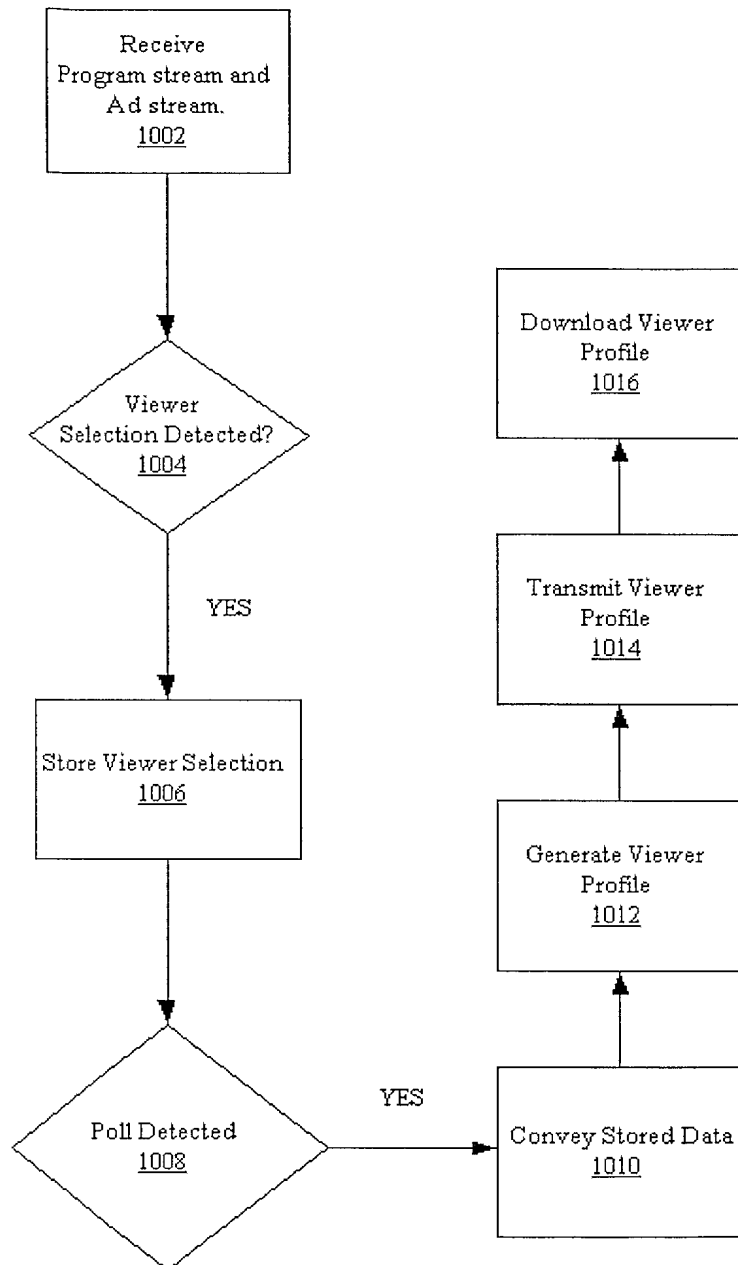 Receive
Program stream and
Ad stream.
1002
Viewer
Selection Detected?
1004
YES
Store Viewer Selection
1006
Poll Detected
1008
YES
Convey Stored Data
1010
Generate Viewer
Profile
1012
Transmit Viewer
Profile
1014
Download Viewer
Profile
1016